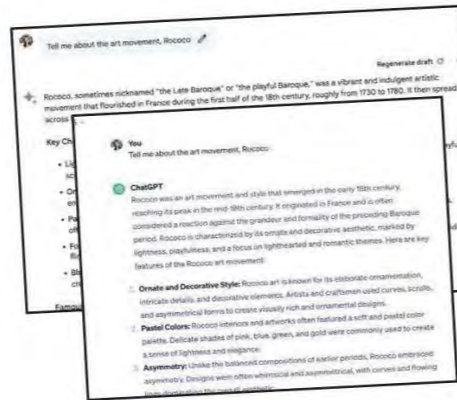 Tell me about the art movement, Rococo
Regenerate draft
Rococo, sometimes nicknamed "the Late Baroque" or "the playful Baroque," was a vibrant and indulgent artistic
movement that flourished in France during the first half of the 18th century, roughly from 1730 to 1780. It then spread
across
Key Ch
You
Tell me about the art movement, Rococo
ChatGPT
Rococo was an art movement and style that emerged in the early 18th century,
reaching its peak in the mid-18th century. It originated in France and is often
considered a reaction against the grandeur and formality of the preceding Baroque
period. Rococo is characterized by its ornate and decorative aesthetic, marked by
lightness, playfulness, and a focus on lighthearted and romantic themes. Here are key
features of the Rococo art movement:
1. Ornate and Decorative Style: Rococo art is known for its elaborate ornamentation,
intricate details, and decorative elements. Artists and craftsmen used curves, scrolls,
and asymmetrical forms to create visually rich and ornamental designs.
2. Pastel Colors: Rococo interiors and artworks often featured a soft and pastel color
palette. Delicate shades of pink, blue, green, and gold were commonly used to create
a sense of lightness and elegance.
3. Asymmetry: Unlike the balanced compositions of earlier periods, Rococo embraced
asymmetry. Designs were often whimsical and asymmetrical, with curves and flowing
Famous